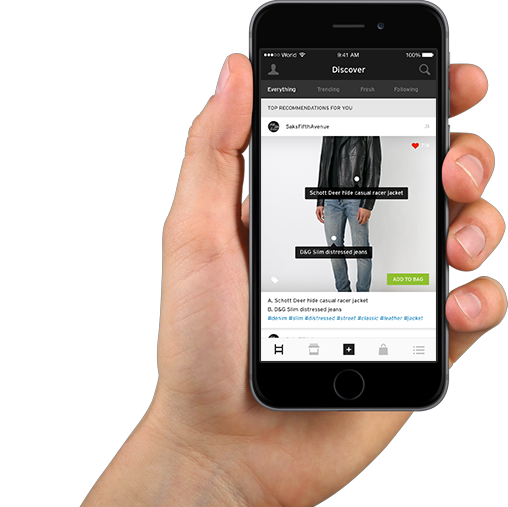 World 9:41 AM 100%
Discover
Everything Trending Fresh Following
TOP RECOMMENDATIONS FOR YOU
SaksFifthAvenue
Schott Deer hide casual racer jacket
D&G Slim distressed jeans
ADD TO BAG
A. Schott Deer hide casual racer jacket
B. D&G Slim distressed jeans
#denim #slim #distressed #street #classic #leather #jacket